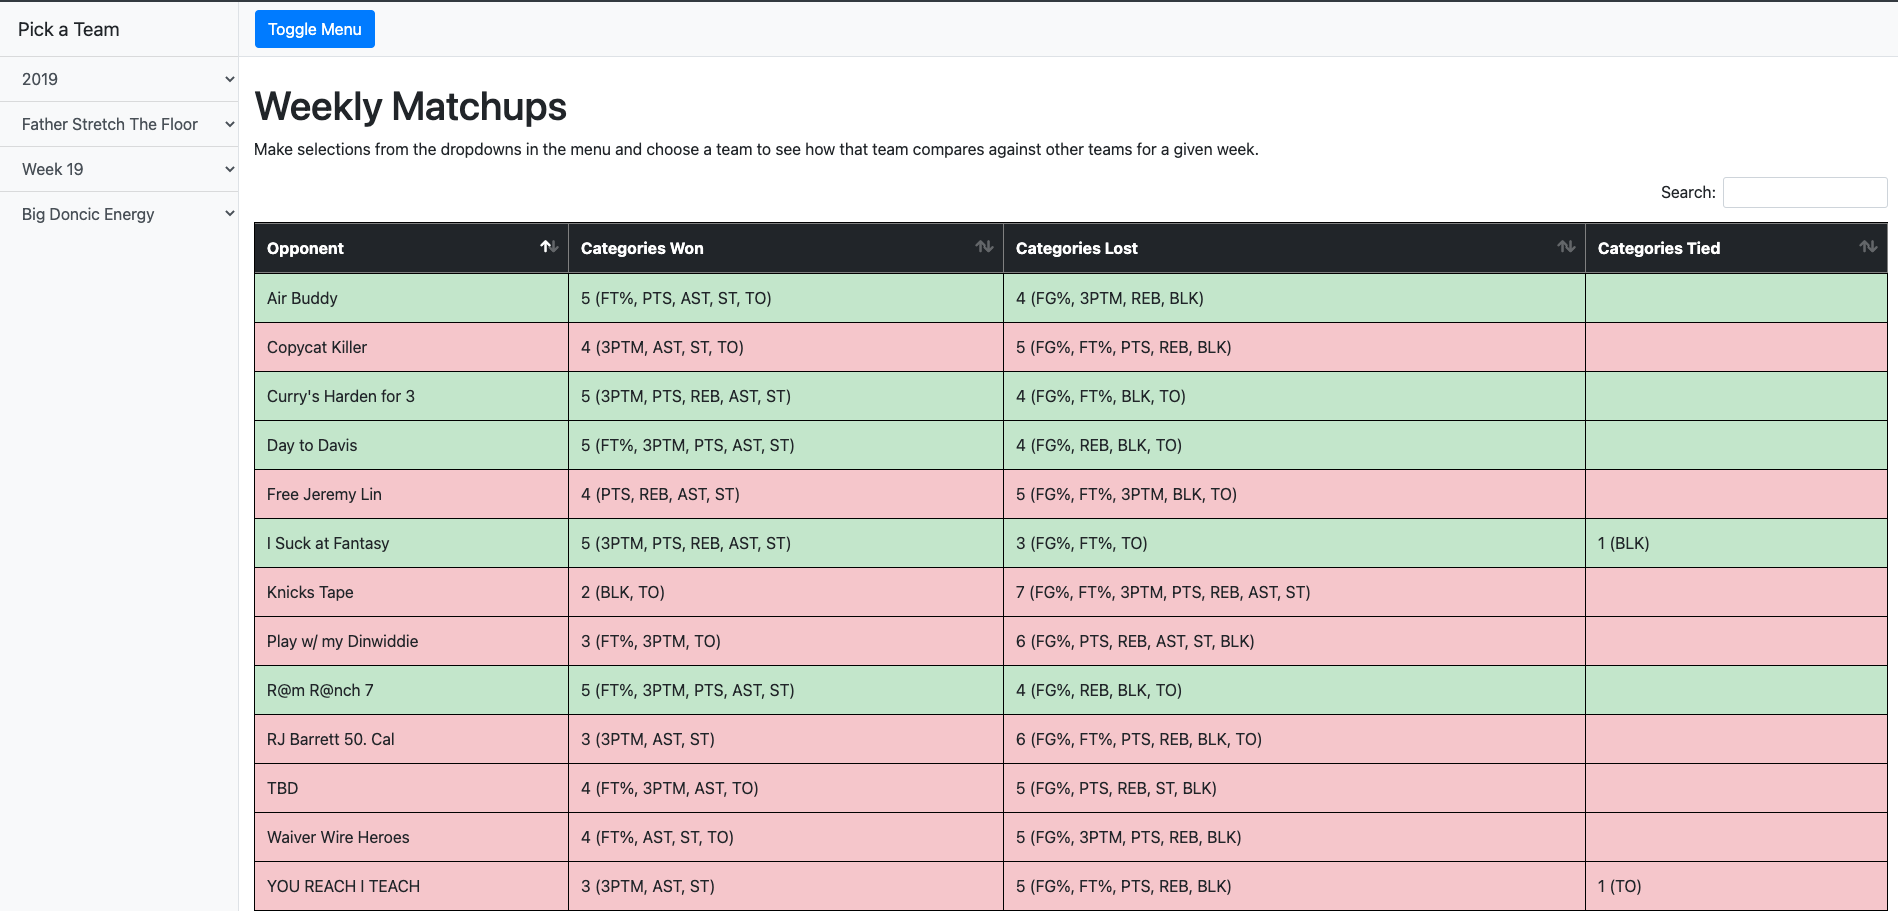 Pick a Team
Toggle Menu
2019
Father Stretch The Floor
Week 19
Big Doncic Energy
Weekly Matchups
Make selections from the dropdowns in the menu and choose a team to see how that team compares against other teams for a given week.
Search:
Opponent Categories Won Categories Lost Categories Tied
Air Buddy 5 (FT%, PTS, AST, ST, TO) 4 (FG%, 3PTM, REB, BLK)
Copycat Killer 4 (3PTM, AST, ST, TO) 5 (FG%, FT%, PTS, REB, BLK)
Curry's Harden for 3 5 (3PTM, PTS, REB, AST, ST) 4 (FG%, FT%, BLK, TO)
Day to Davis 5 (FT%, 3PTM, PTS, AST, ST) 4 (FG%, REB, BLK, TO)
Free Jeremy Lin 4 (PTS, REB, AST, ST) 5 (FG%, FT%, 3PTM, BLK, TO)
I Suck at Fantasy 5 (3PTM, PTS, REB, AST, ST) 3 (FG%, FT%, TO) 1 (BLK)
Knicks Tape 2 (BLK, TO) 7 (FG%, FT%, 3PTM, PTS, REB, AST, ST)
Play w/ my Dinwiddie 3 (FT%, 3PTM, TO) 6 (FG%, PTS, REB, AST, ST, BLK)
R@m R@nch 7 5 (FT%, 3PTM, PTS, AST, ST) 4 (FG%, REB, BLK, TO)
RJ Barrett 50. Cal 3 (3PTM, AST, ST) 6 (FG%, FT%, PTS, REB, BLK, TO)
TBD 4 (FT%, 3PTM, AST, TO) 5 (FG%, PTS, REB, ST, BLK)
Waiver Wire Heroes 4 (FT%, AST, ST, TO) 5 (FG%, 3PTM, PTS, REB, BLK)
YOU REACH I TEACH 3 (3PTM, AST, ST) 5 (FG%, FT%, PTS, REB, BLK) 1 (TO)